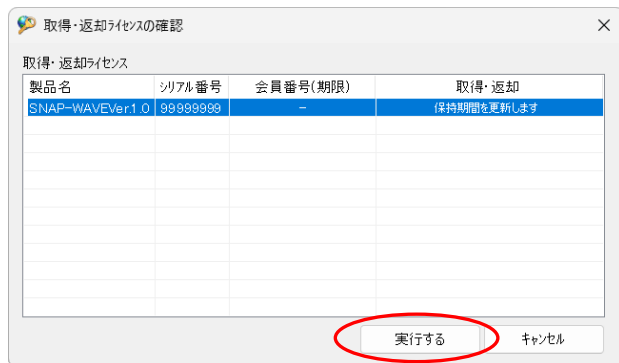 取得・返却ﾗｲｾﾝｽの確認
取得・返却ﾗｲｾﾝｽ
製品名 ｼﾘｱﾙ番号 会員番号(期限) 取得・返却
SNAP-WAVEVer.1.0 99999999 - 保持期間を更新します
実行する ｷｬﾝｾﾙ